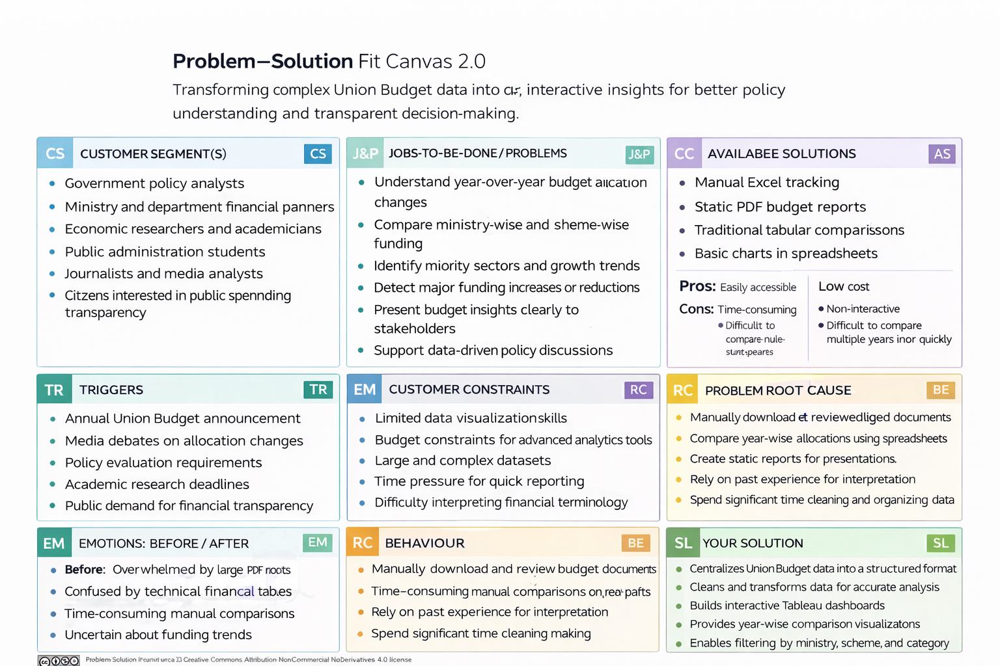 Problem–Solution Fit Canvas 2.0
Transforming complex Union Budget data into interactive insights for better policy
understanding and transparent decision-making.
CS CUSTOMER SEGMENT(S) CS
• Government policy analysts
• Ministry and department financial panners
• Economic researchers and academicians
• Public administration students
• Journalists and media analysts
• Citzens interested in public spennding
transparency
J&P JOBS-TO-BE-DONE / PROBLEMS J&P
• Understand year-over-year budget
changes
• Compare ministry-wise and sheme-wise
funding
• Identify miority sectors and growth trends
• Detect major funding increases or reductions
• Present budget insights clearly to
stakeholders
• Support data-driven policy discussions
CC AVAILABEE SOLUTIONS AS
• Manual Excel tracking
• Static PDF budget reports
• Traditional tabular comparissons
• Basic charts in spreadsheets
Pros: Easily accessible
Cons: Time-consuming
• Difficulit to
compare-nule-
Low cost
• Non-interactive
• Difficult to compare
multiple years inor quickly
TR TRIGGERS TR
• Annual Union Budget announcement
• Media debates on allocation changes
• Policy evaluation requirements
• Academic research deadlines
• Public demand for financial transparency
EM CUSTOMER CONSTRAINTS RC
• Limited data visualizationskills
• Budget constraints for advanced analytics tools
• Large and complex datasets
• Time pressure for quick reporting
• Difficulty interpreting financial terminology
RC PROBLEM ROOT CAUSE BE
• Manually download et reviewedliged documents
• Compare year-wise allocations using spreadsheets
• Create static reports for presentations.
• Rely on past experience for interpretation
• Spend significant time cleaning and organizing data
EM EMOTIONS: BEFORE / AFTER EM
• Before: Overwhelmed by large PDF
• Confused by technical financal tables
• Time-consuming manual comparisons
• Uncertain about funding trends
RC BEHAVIOUR BE
• Manually download and review budget documents
• Time–consuming manual comparisons
• Rely on past experience for interpretation
• Spend significant time cleaning making
SL YOUR SOLUTION SL
• Centralizes Union Budget data into a structured format
• Cleans and transforms data for accurate analysis
• Builds interactive Tableau dashboards
• Provides year-wise comparison visualizatons
• Enables filtering by ministry, scheme, and category
Problem Solution Creative Commons Attribution-NonCommercial NoDerivatives 4.0 license